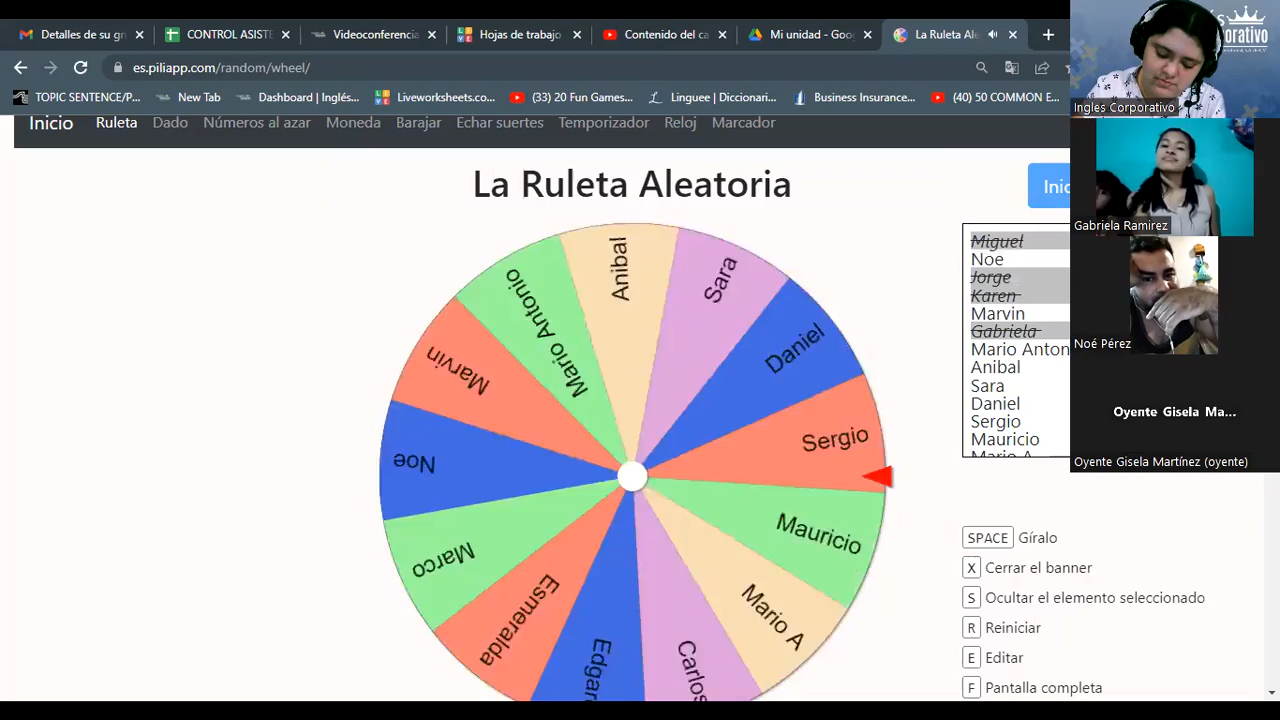 Detalles de su gr
CONTROL ASISTE
Videoconferencia
Hojas de trabajo
Contenido del ca
Mi unidad - Goog
La Ruleta Ale
es.piliapp.com/random/wheel/
TOPIC SENTENCE/P...
New Tab
Dashboard | Inglés...
Liveworksheets.co...
(33) 20 Fun Games...
Linguee | Diccionari...
Business Insurance...
(40) 50 COMMON E...
Inicio
Ruleta
Dado
Números al azar
Moneda
Barajar
Echar suertes
Temporizador
Reloj
Marcador
La Ruleta Aleatoria
Inic
Anibal
Sara
Daniel
Sergio
Mauricio
Mario A
Carlos
Edgar
Esmeralda
Marco
Noe
Marvin
Mario Antonio
Miguel
Noe
Jorge
Karen
Marvin
Gabriela
Mario Anton
Anibal
Sara
Daniel
Sergio
Mauricio
Mario A
SPACE Gíralo
X Cerrar el banner
S Ocultar el elemento seleccionado
R Reiniciar
E Editar
F Pantalla completa
orativo
Ingles Corporativo
Gabriela Ramirez
Noé Pérez
Oyente Gisela Ma...
Oyente Gisela Martínez (oyente)